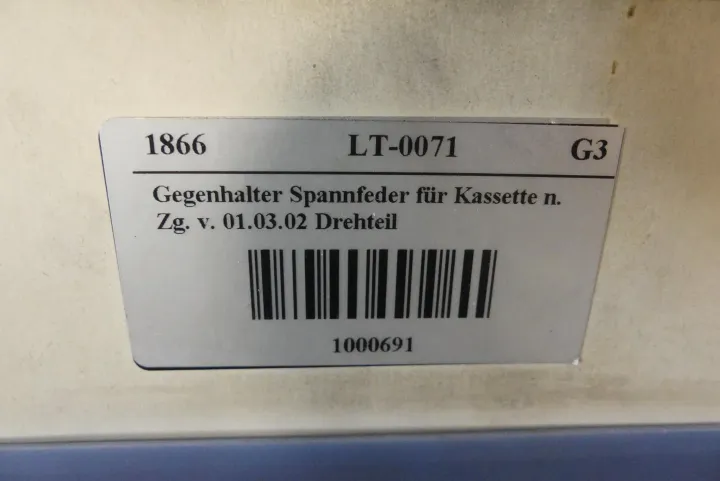 1866 LT-0071 G3
Gegenhalter Spannfeder für Kassette n.
Zg. v. 01.03.02 Drehteil
1000691